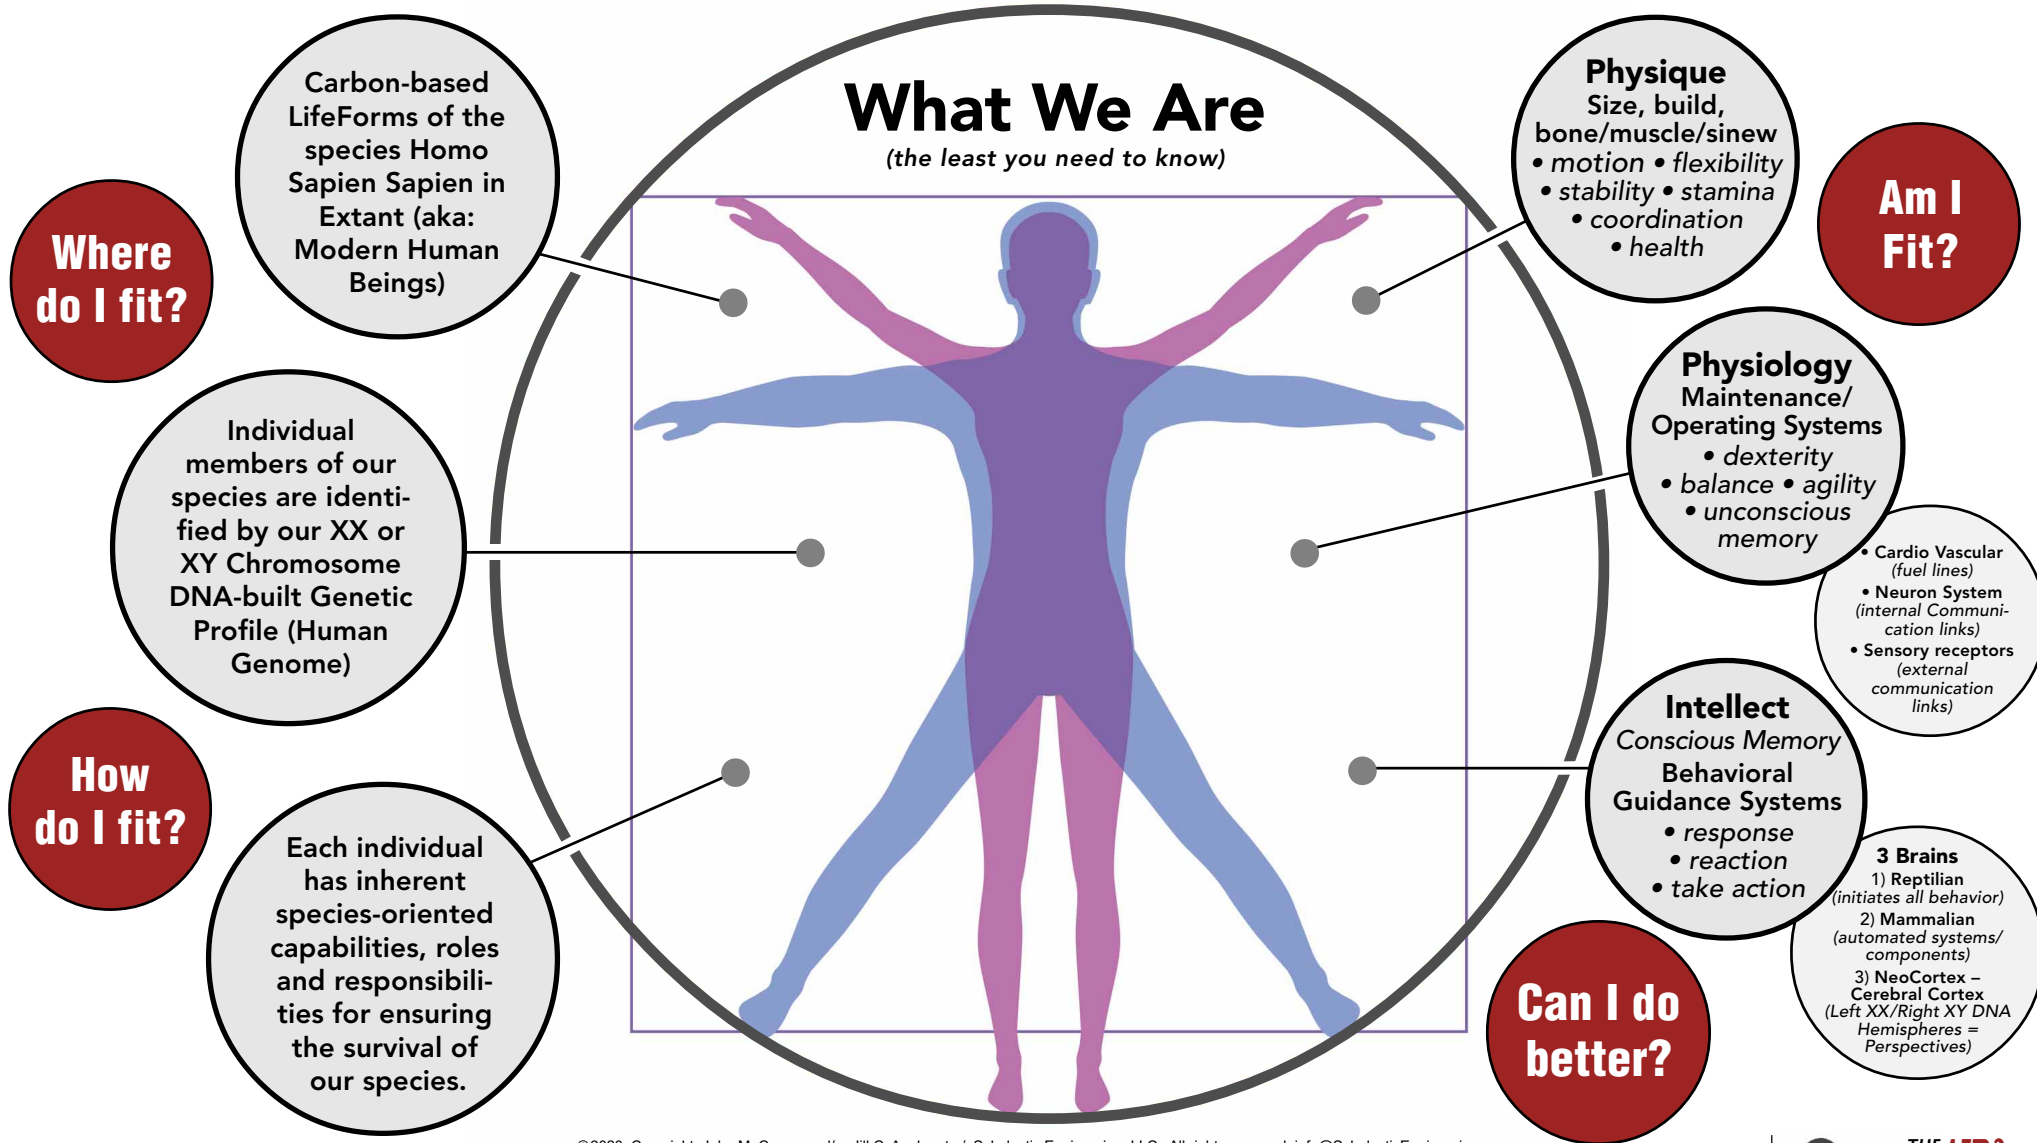 What We Are
(the least you need to know)
Carbon-based
LifeForms of the
species Homo
Sapien Sapien in
Extant (aka:
Modern Human
Beings)
Where
do I fit?
Individual
members of our
species are identi-
fied by our XX or
XY Chromosome
DNA-built Genetic
Profile (Human
Genome)
How
do I fit?
Each individual
has inherent
species-oriented
capabilities, roles
and responsibili-
ties for ensuring
the survival of
our species.
Physique
Size, build,
bone/muscle/sinew
• motion • flexibility
• stability • stamina
• coordination
• health
Am I
Fit?
Physiology
Maintenance/
Operating Systems
• dexterity
• balance • agility
• unconscious
memory
• Cardio Vascular
(fuel lines)
• Neuron System
(internal Communi-
cation links)
• Sensory receptors
(external
communication
links)
Intellect
Conscious Memory
Behavioral
Guidance Systems
• response
• reaction
• take action
3 Brains
1) Reptilian
(initiates all behavior)
2) Mammalian
(automated systems/
components)
3) NeoCortex –
Cerebral Cortex
(Left XX/Right XY DNA
Hemispheres =
Perspectives)
Can I do
better?
THE